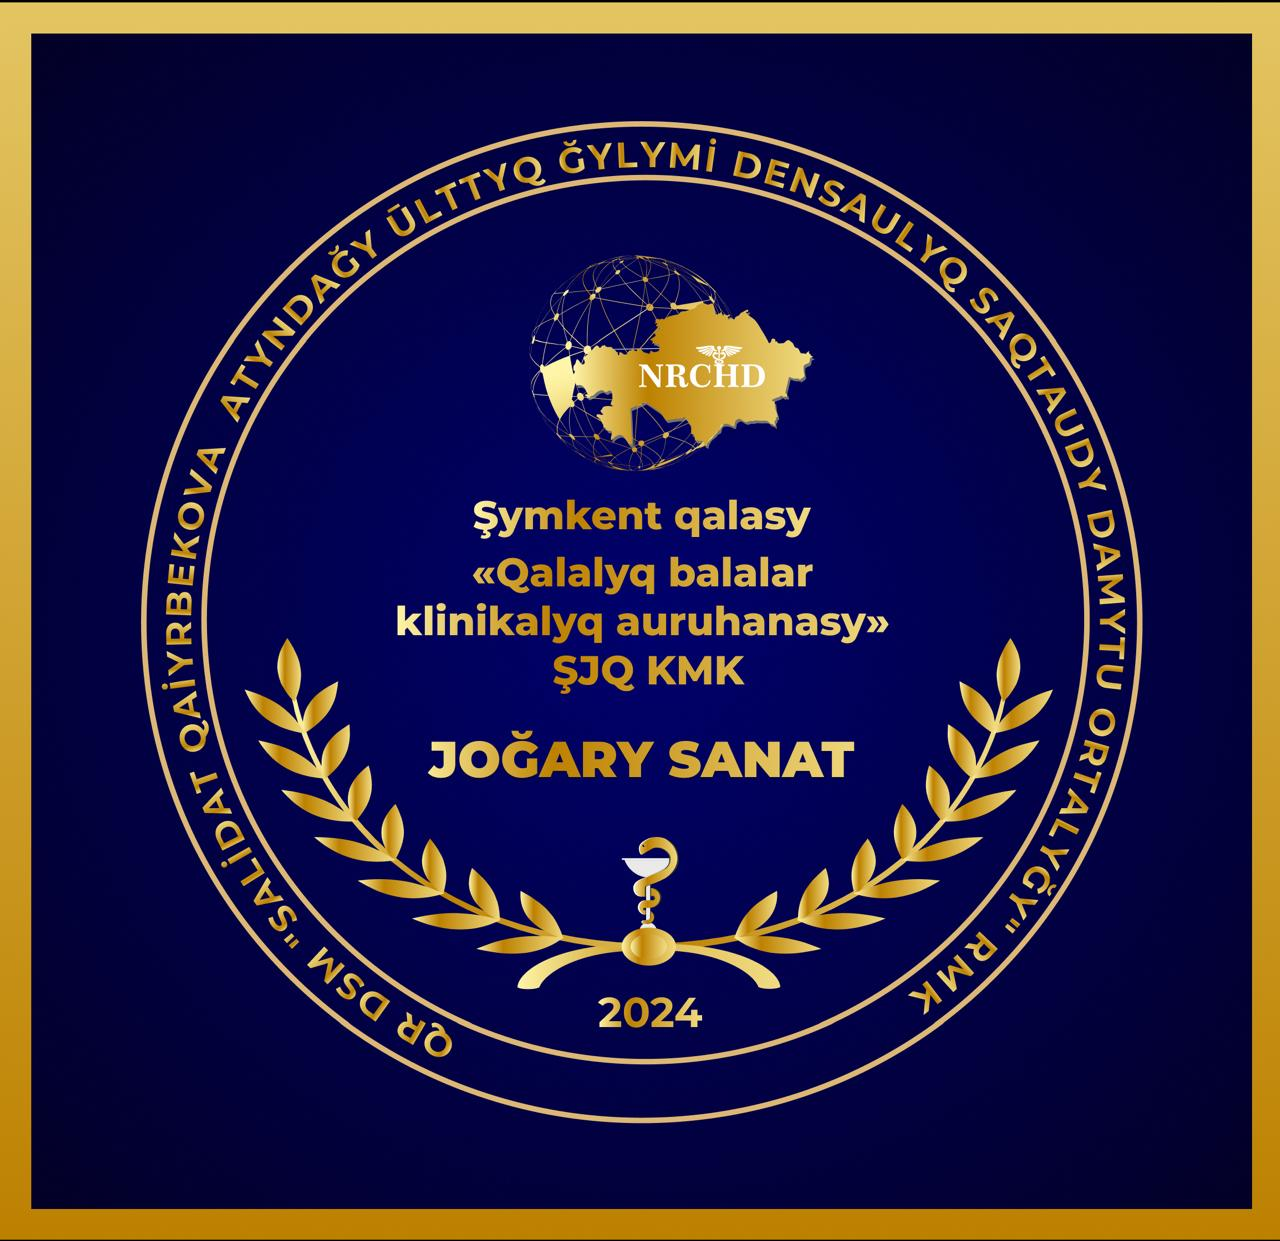 QR DSM "SALİDAT QAİYRBEKOVA ATYNDAĞY ŪLTTYQ ĞYLYMİ DENSAULYQ SAQTAUDY DAMYTU ORTALYĞY" RMK
NRCHD
Şymkent qalasy
«Qalalyq balalar
klinikalyq auruhanasy»
ŞJQ KMK
JOĞARY SANAT
2024